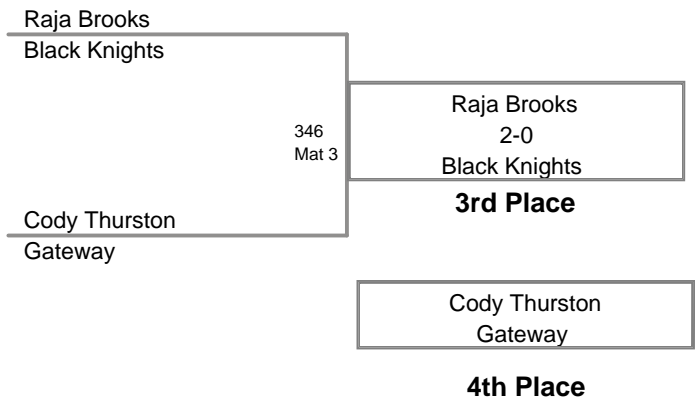 Raja Brooks
Black Knights
346
Mat 3
Raja Brooks
2-0
Black Knights
3rd Place
Cody Thurston
Gateway
Cody Thurston
Gateway
4th Place